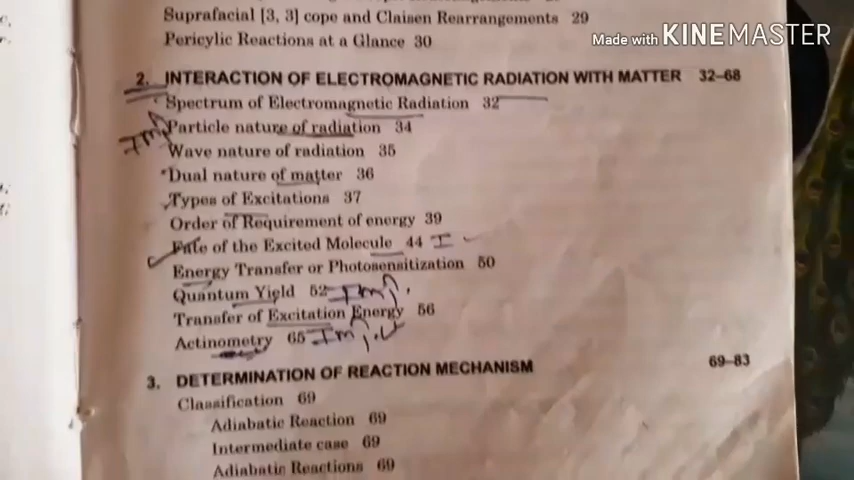 Suprafacial [3, 3] cope and Claisen Rearrangements 29
Pericylic Reactions at a Glance 30
Made with KINEMASTER
2. INTERACTION OF ELECTROMAGNETIC RADIATION WITH MATTER 32–68
Spectrum of Electromagnetic Radiation 32
Particle nature of radiation 34
Imp
Wave nature of radiation 35
Dual nature of matter 36
Types of Excitations 37
Order of Requirement of energy 39
Fate of the Excited Molecule 44 I
Energy Transfer or Photosensitization 50
Quantum Yield 52 Imp.
Transfer of Excitation Energy 56
Actinometry 65 Imp.
3. DETERMINATION OF REACTION MECHANISM 69–83
Classification 69
Adiabatic Reaction 69
Intermediate case 69
Adiabatic Reactions 69